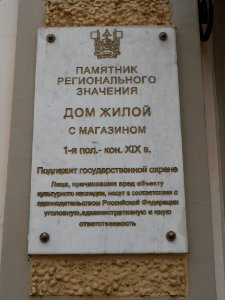 ПАМЯТНИК
РЕГИОНАЛЬНОГО
ЗНАЧЕНИЯ
ДОМ ЖИЛОЙ
С МАГАЗИНОМ
1-я пол.- кон. XIX в.
Подлежит государственной охране
Лица, причинившие вред объекту
культурного наследия, несут в соответствии с
законодательством Российской Федерации
уголовную,административную и иную
ответственность